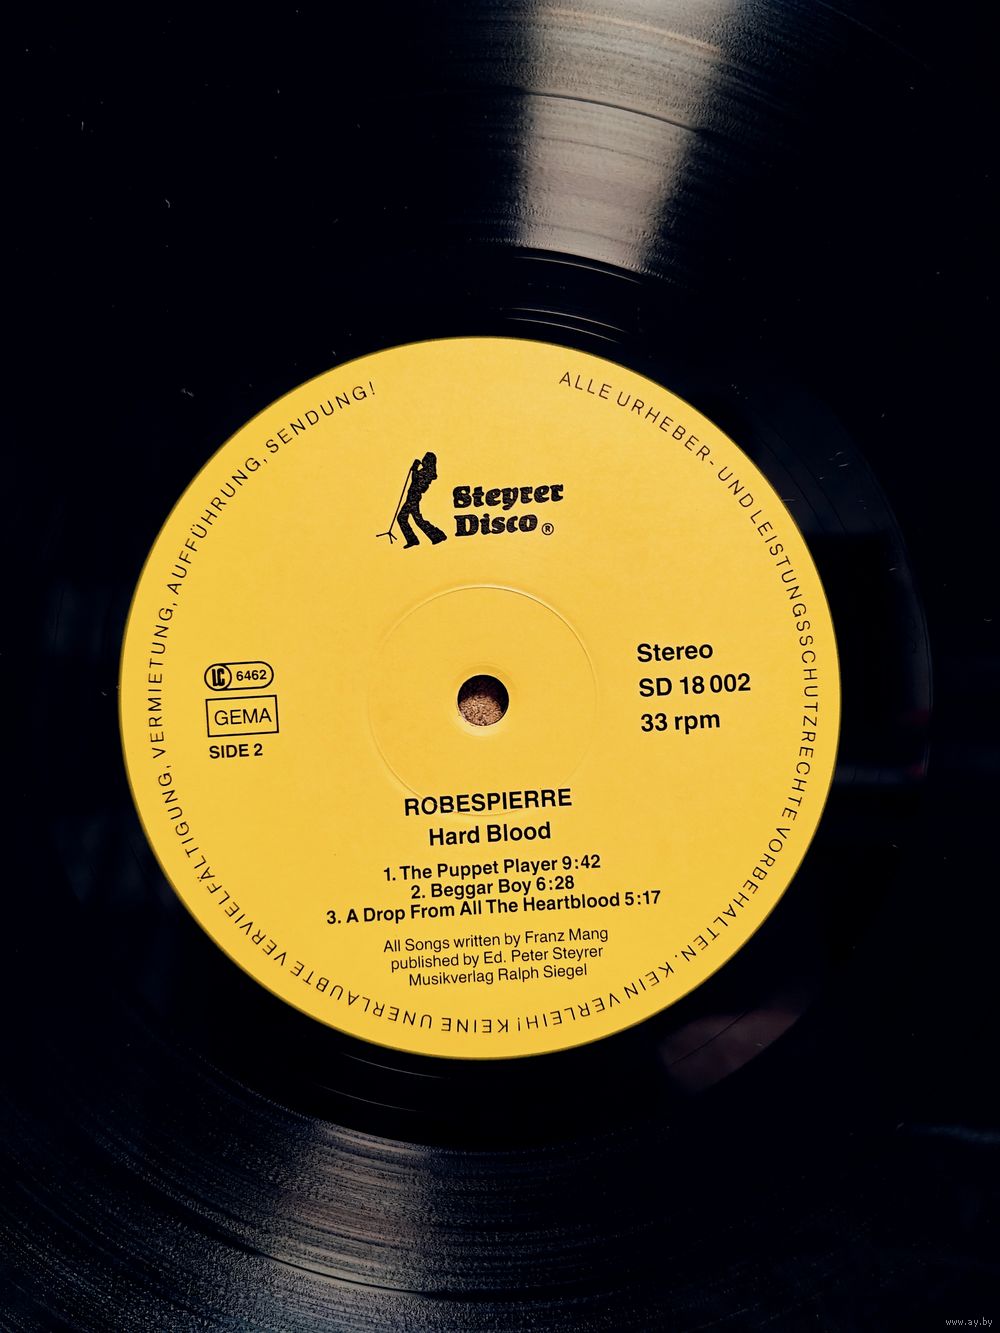 ALLE URHEBER- UND LEISTUNGSSCHUTZRECHTE VORBEHALTEN. KEIN VERLEIH! KEINE UNERLAUBTE VERVIELFÄLTIGUNG, VERMIETUNG, AUFFÜHRUNG, SENDUNG!
Steyrer
Disco ®
LC 6462
GEMA
SIDE 2
Stereo
SD 18 002
33 rpm
ROBESPIERRE
Hard Blood
1. The Puppet Player 9:42
2. Beggar Boy 6:28
3. A Drop From All The Heartblood 5:17
All Songs written by Franz Mang
published by Ed. Peter Steyrer
Musikverlag Ralph Siegel
www.ay.by